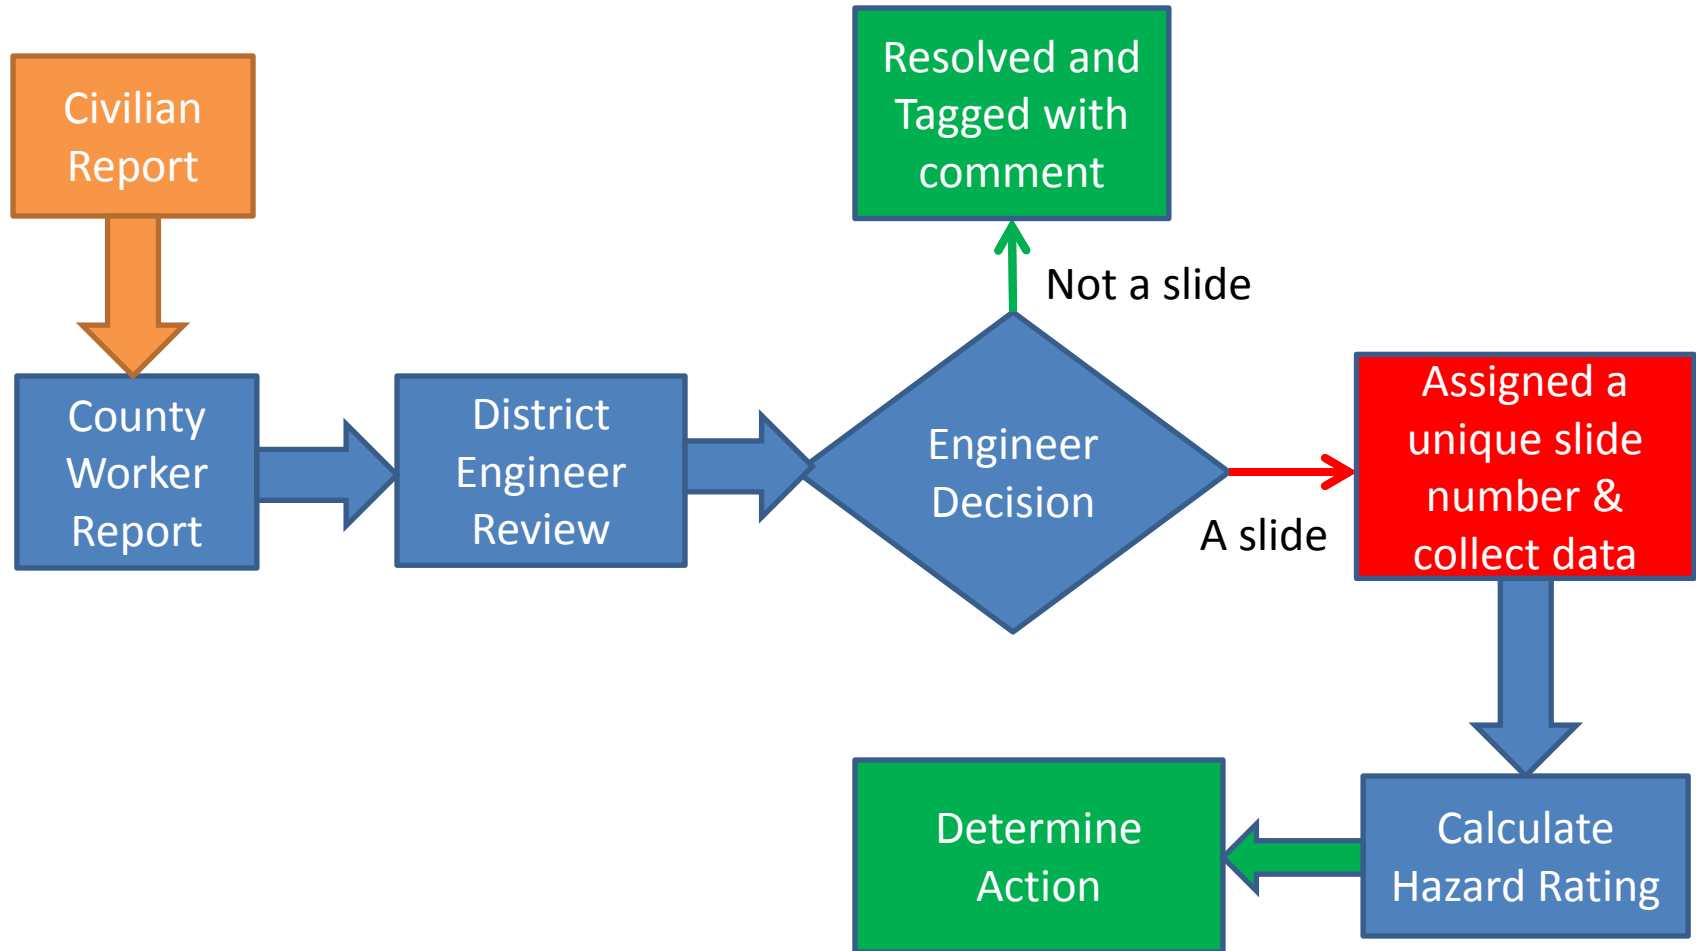 Civilian
Report
County
Worker
Report
District
Engineer
Review
Engineer
Decision
Not a slide
Resolved and
Tagged with
comment
A slide
Assigned a
unique slide
number &
collect data
Calculate
Hazard Rating
Determine
Action